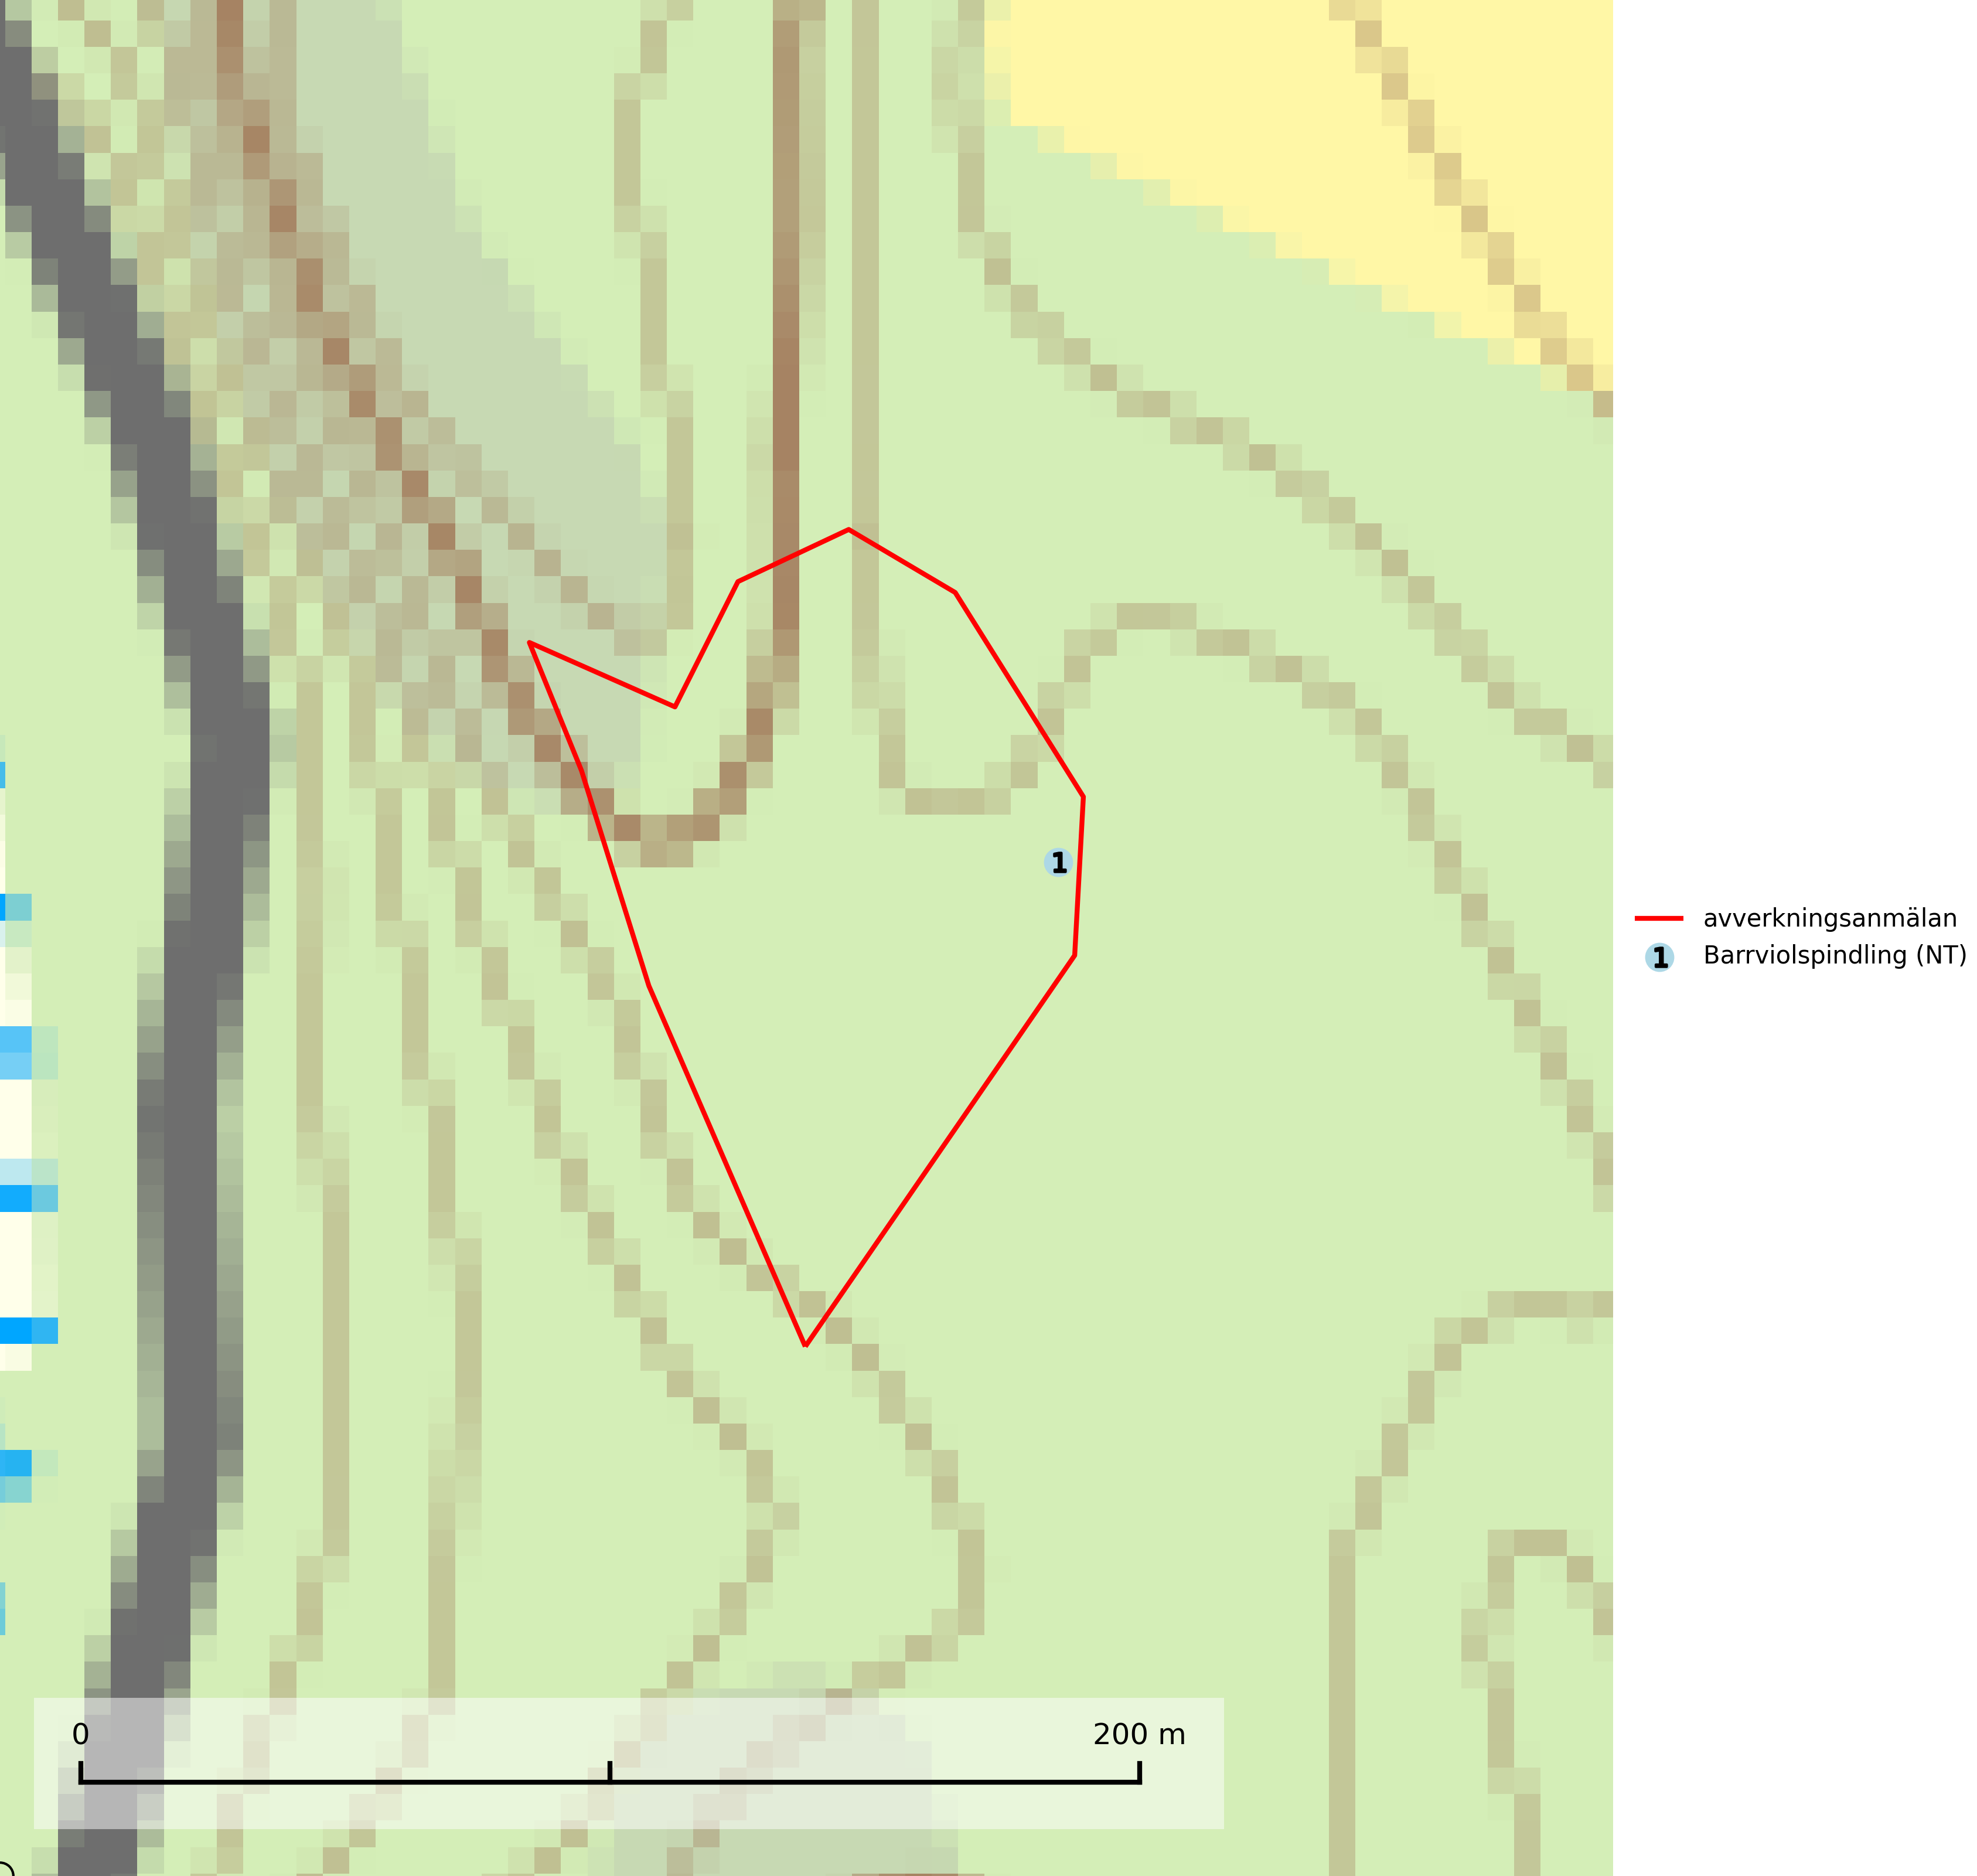 1
avverkningsanmälan
1 Barrviolspindling (NT)
0 200 m